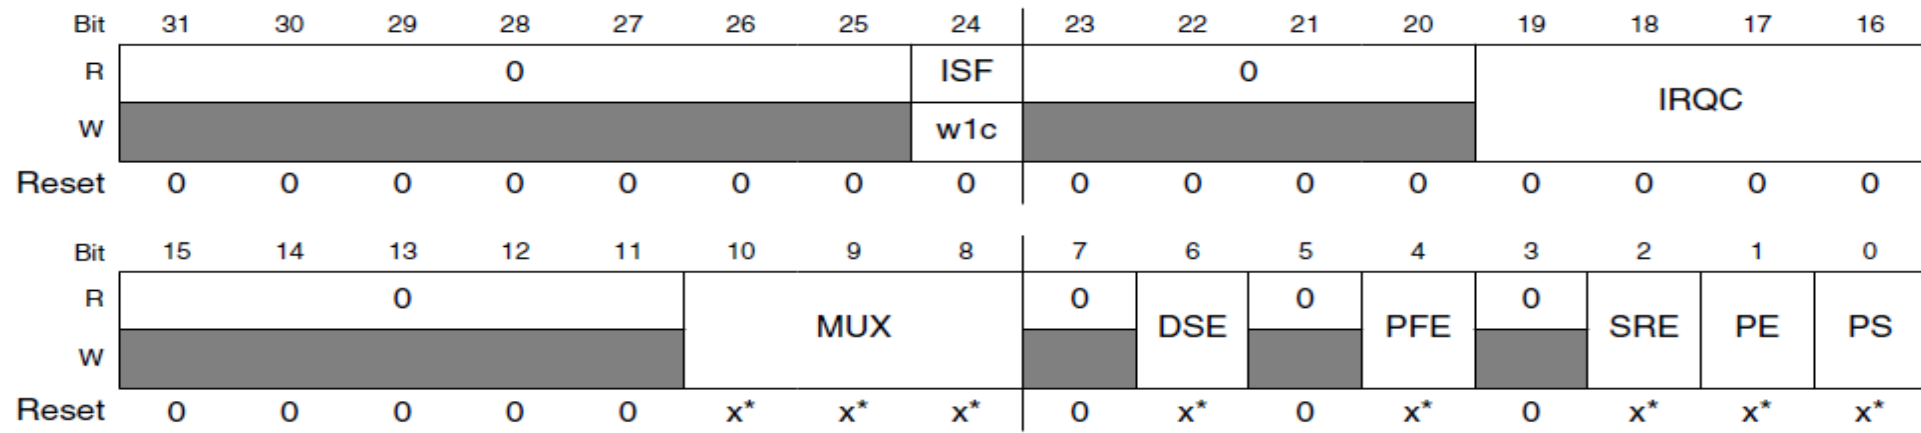 Bit 31 30 29 28 27 26 25 24 23 22 21 20 19 18 17 16
R 0 ISF 0 IRQC
W w1c
Reset 0 0 0 0 0 0 0 0 0 0 0 0 0 0 0 0
Bit 15 14 13 12 11 10 9 8 7 6 5 4 3 2 1 0
R 0 MUX 0 DSE 0 PFE 0 SRE PE PS
W
Reset 0 0 0 0 0 x* x* x* 0 x* 0 x* 0 x* x* x*